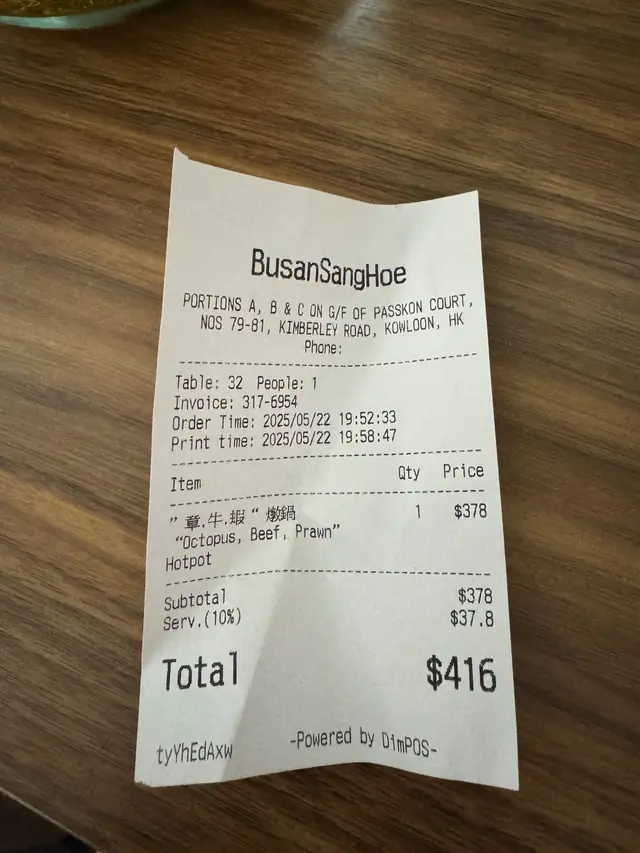 BusanSangHoe
PORTIONS A, B & C ON G/F OF PASSKON COURT,
NOS 79-81, KIMBERLEY ROAD, KOWLOON, HK
Phone:
Table: 32 People: 1
Invoice: 317-6954
Order Time: 2025/05/22 19:52:33
Print time: 2025/05/22 19:58:47
Item Qty Price
” 章.牛.蝦 “ 燉鍋 1 $378
“Octopus, Beef, Prawn”
Hotpot
Subtotal $378
Serv.(10%) $37.8
Total $416
tyYhEdAxw -Powered by DimPOS-